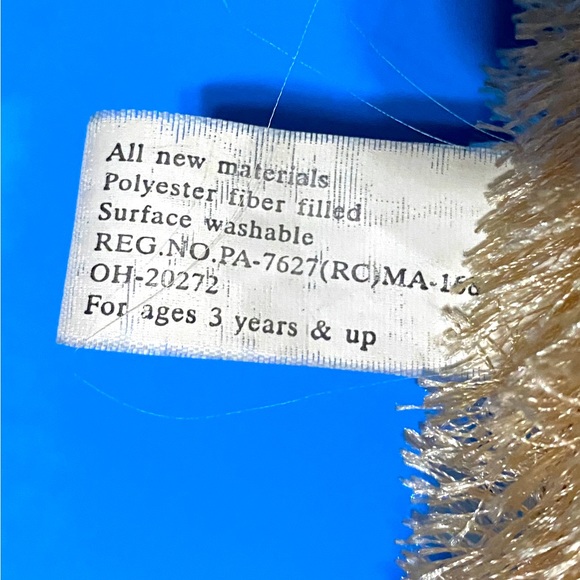 All new materials
Polyester fiber filled
Surface washable
REG.NO.PA-7627(RC)MA-1
OH-20272
For ages 3 years & up